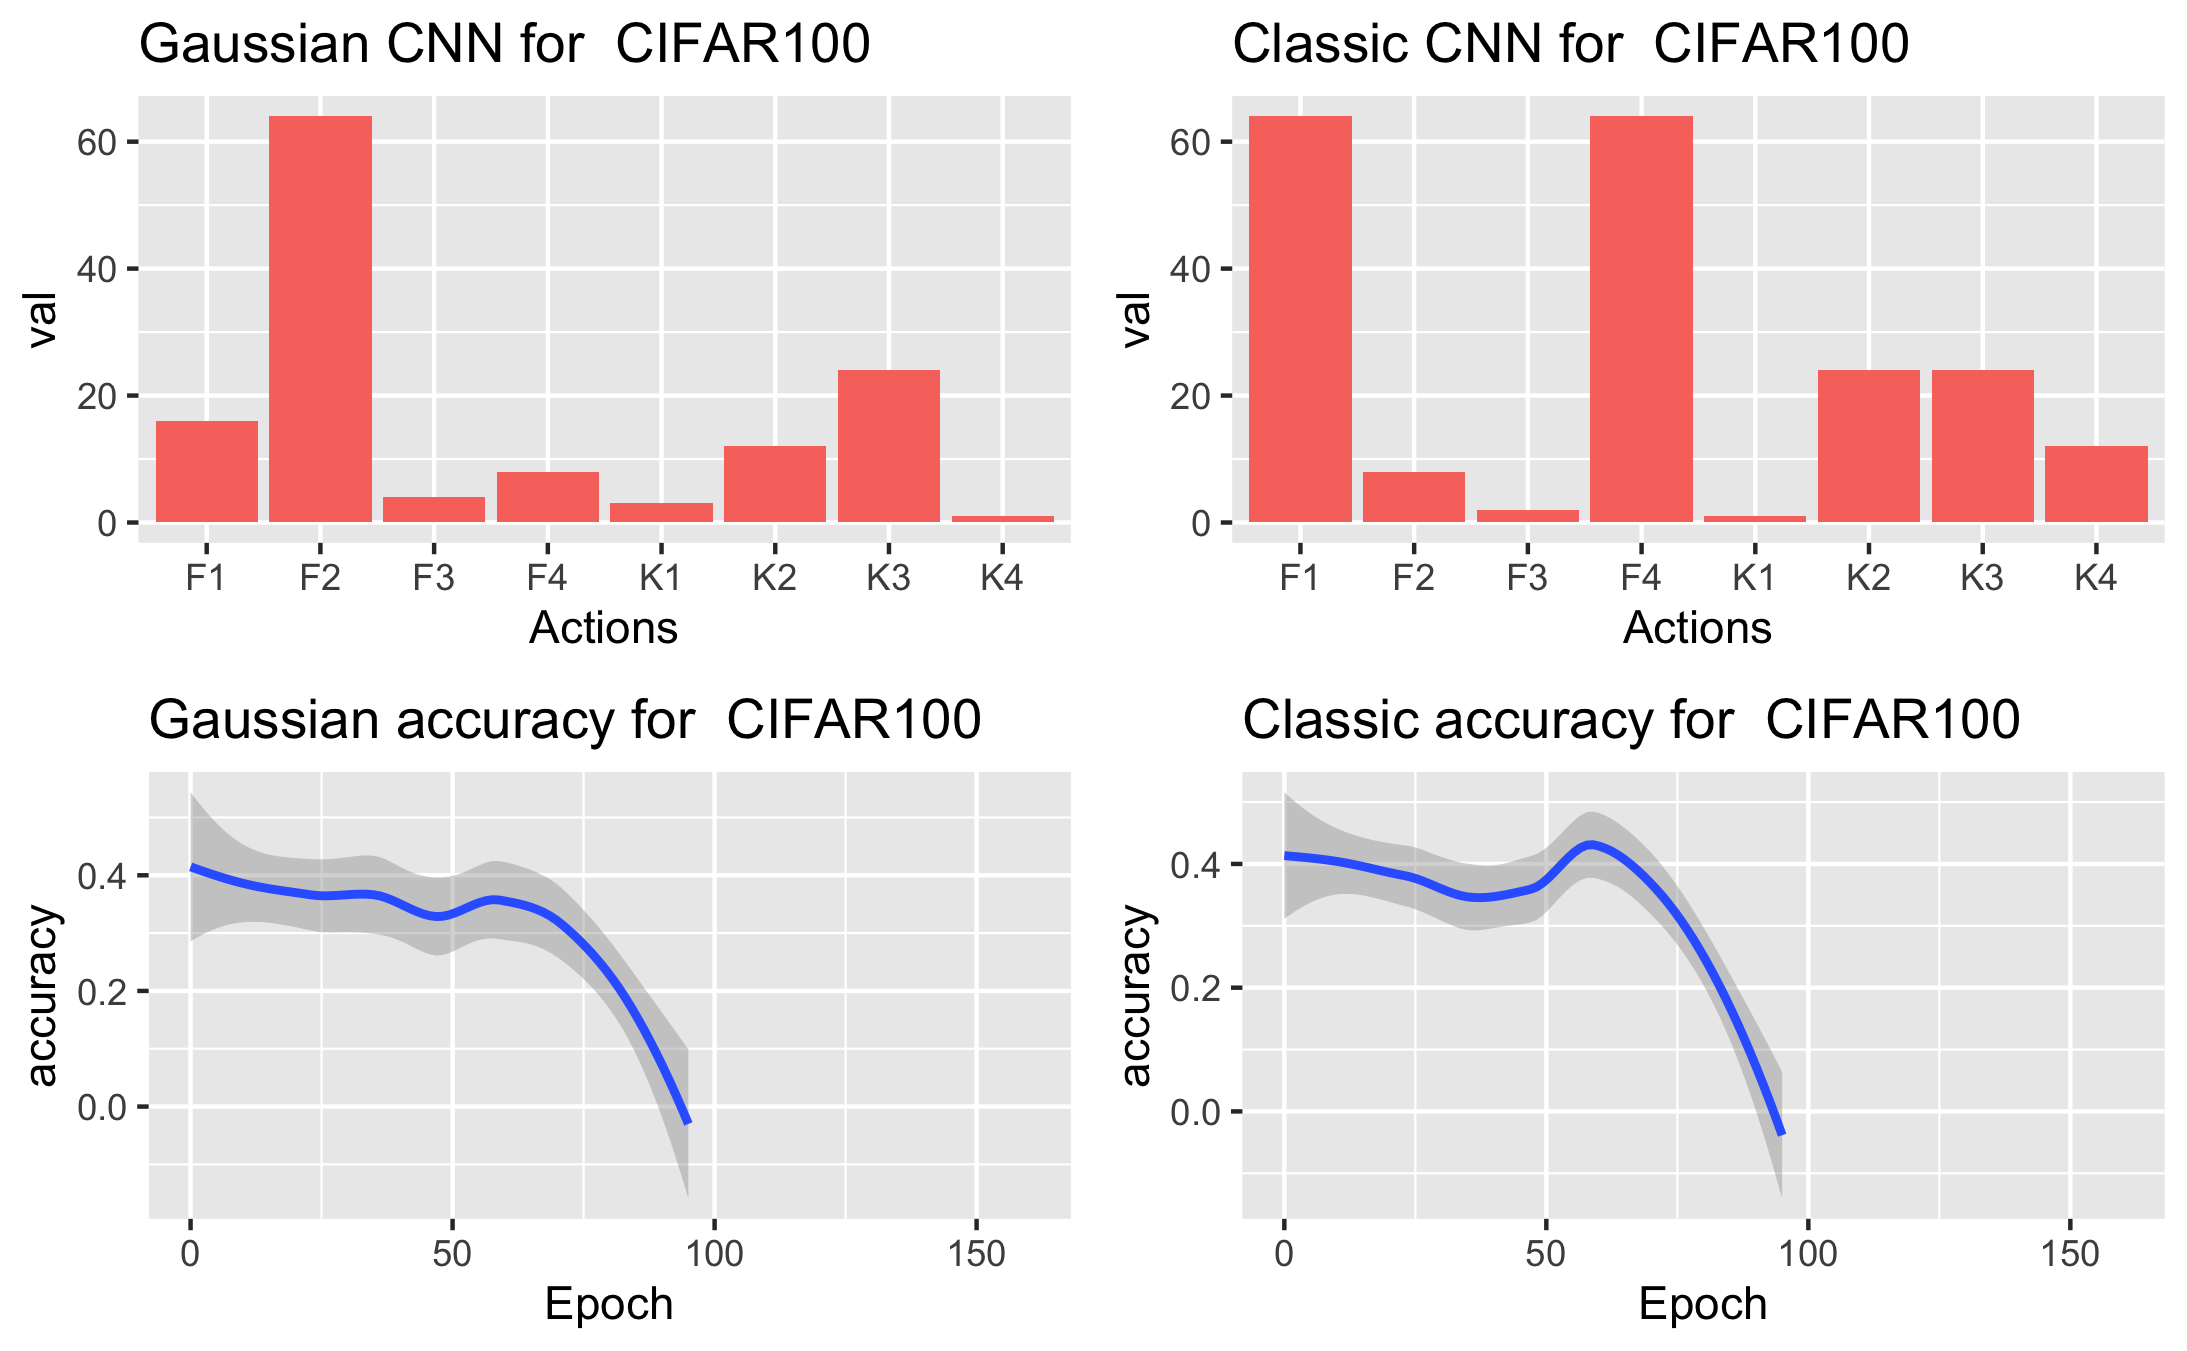 Gaussian CNN for  CIFAR100
val
60
40
20
0
F1 F2 F3 F4 K1 K2 K3 K4
Actions
Classic CNN for  CIFAR100
val
60
40
20
0
F1 F2 F3 F4 K1 K2 K3 K4
Actions
Gaussian accuracy for  CIFAR100
accuracy
0.4
0.2
0.0
0 50 100 150
Epoch
Classic accuracy for  CIFAR100
accuracy
0.4
0.2
0.0
0 50 100 150
Epoch